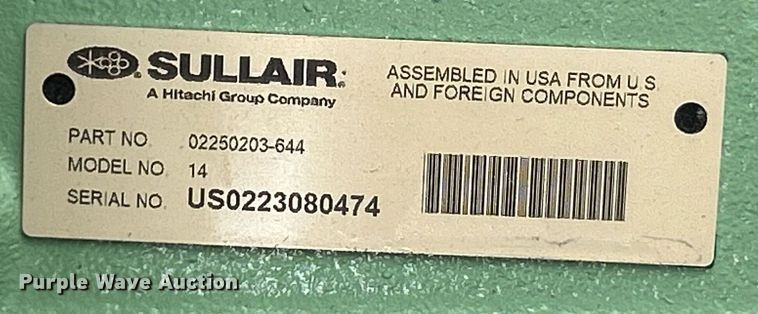 SULLAIR
A Hitachi Group Company
ASSEMBLED IN USA FROM U.S.
AND FOREIGN COMPONENTS
PART NO 02250203-644
MODEL NO. 14
SERIAL NO. US0223080474
Purple Wave Auction